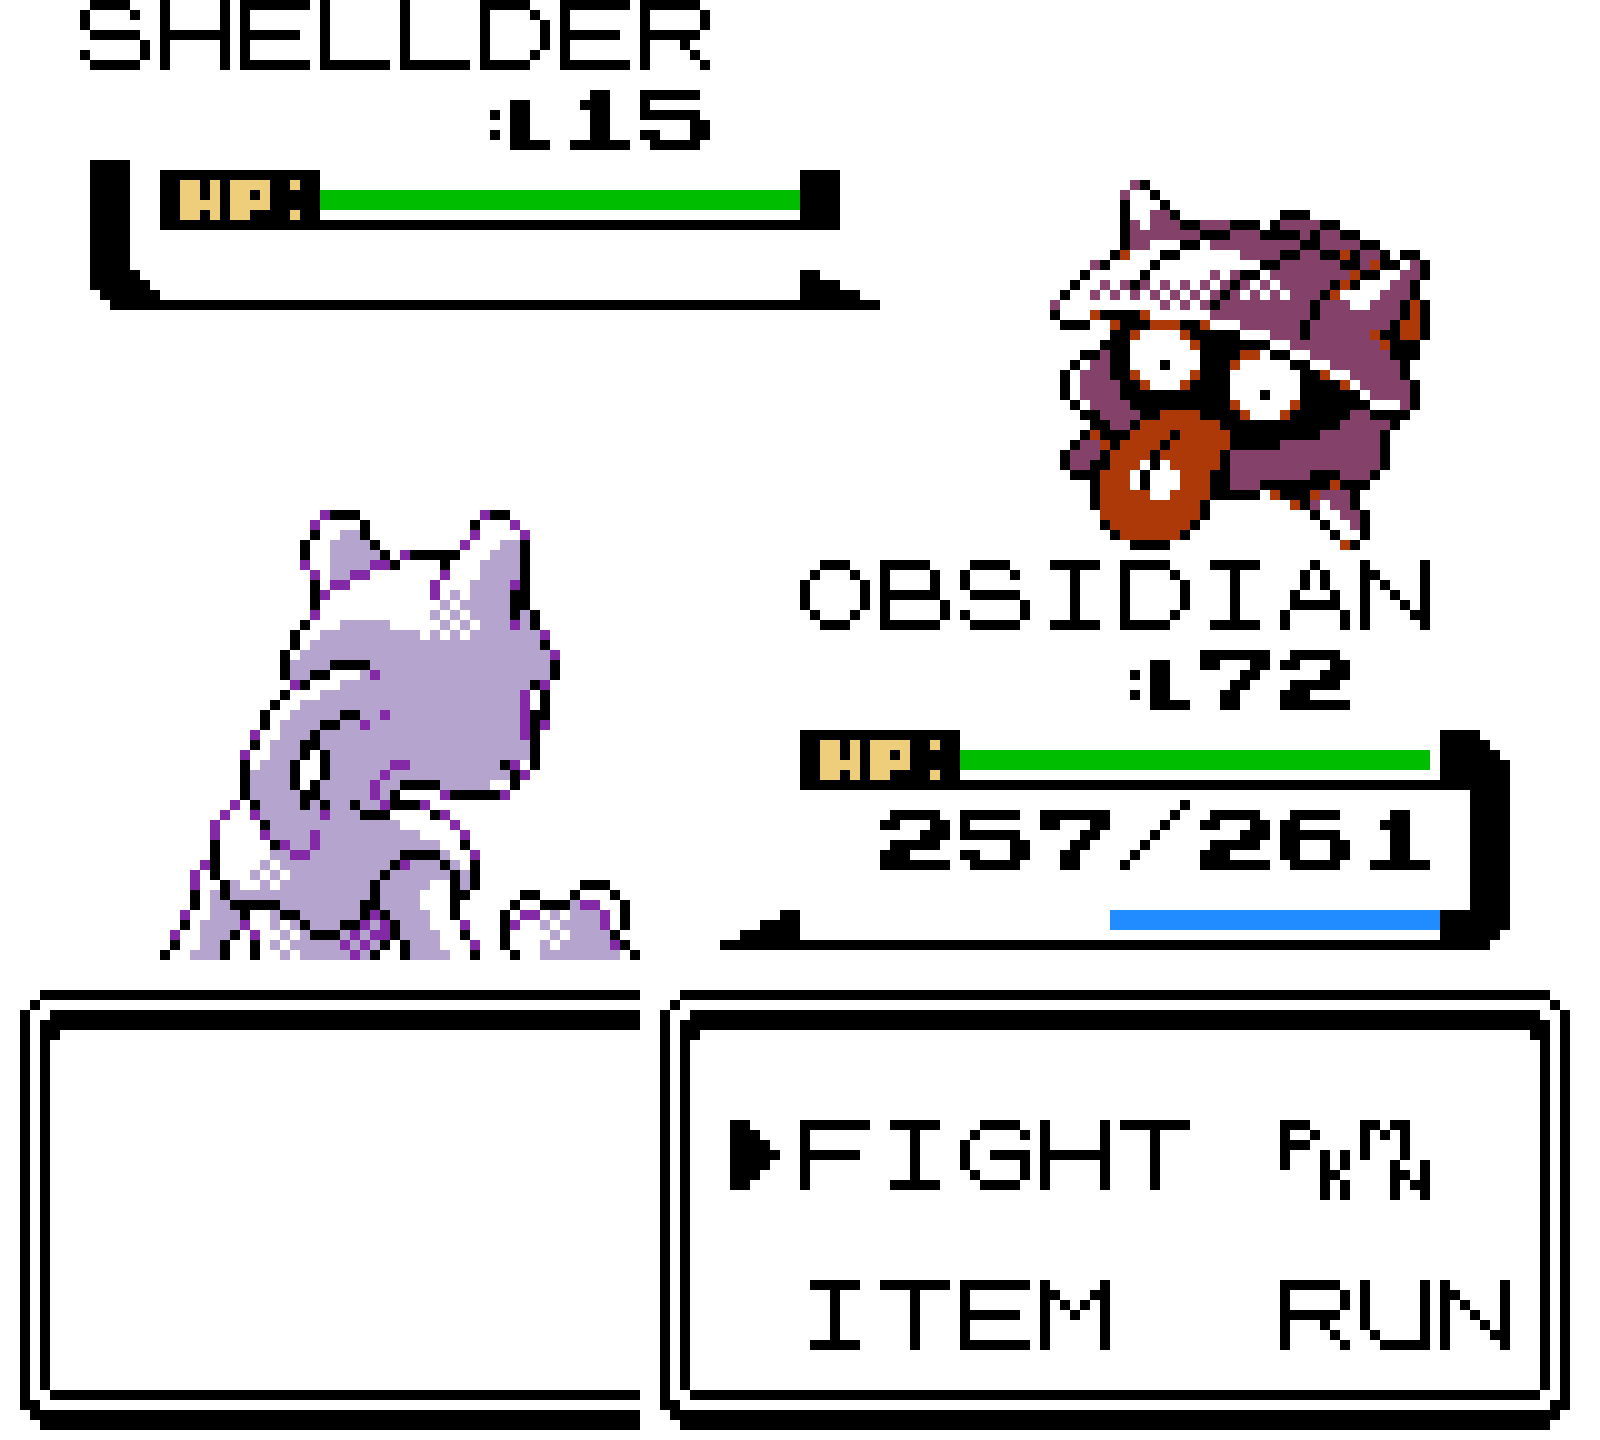 SHELLDER
:L15
HP:
OBSIDIAN
:L72
HP:
257/261
▶FIGHT PKMN
ITEM RUN